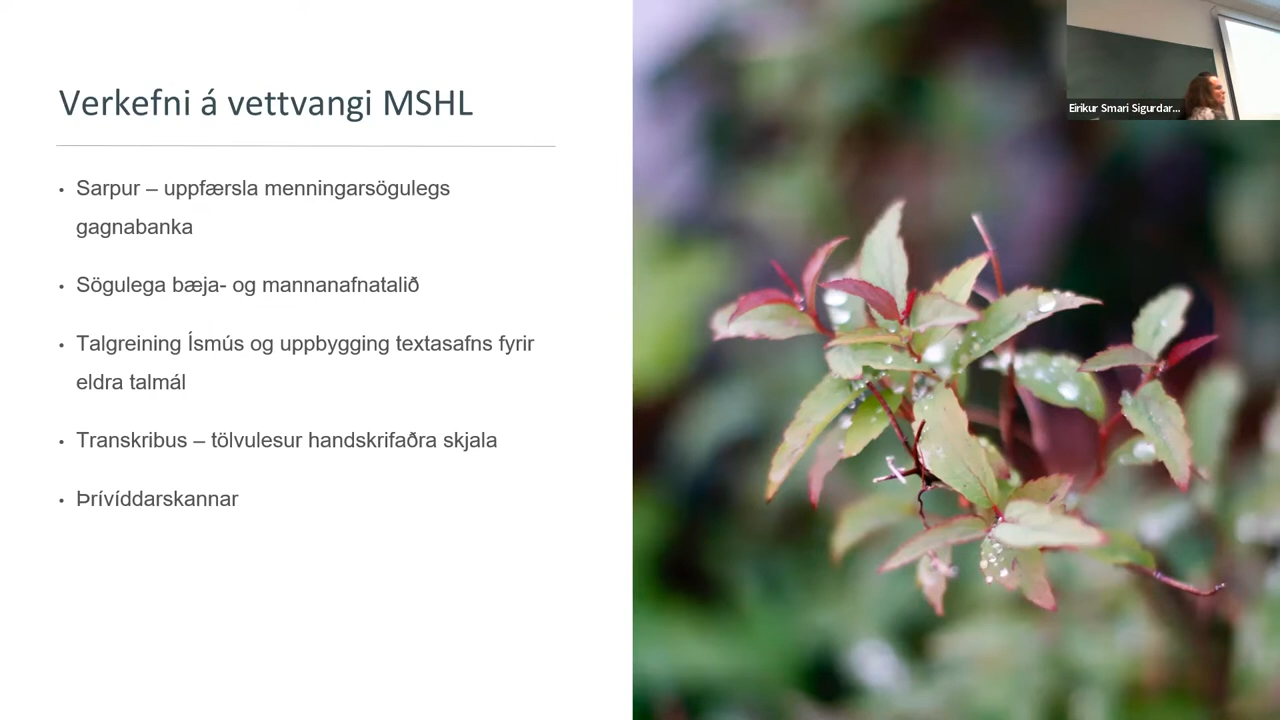 Verkefni á vettvangi MSHL
• Sarpur – uppfærsla menningarsögulegs
gagnabanka
• Sögulega bæja- og mannanafnatalið
• Talgreining Ísmús og uppbygging textasafns fyrir
eldra talmál
• Transkribus – tölvulesur handskrifaðra skjala
• Þrívíddarskannar
Eirikur Smari Sigurdar...